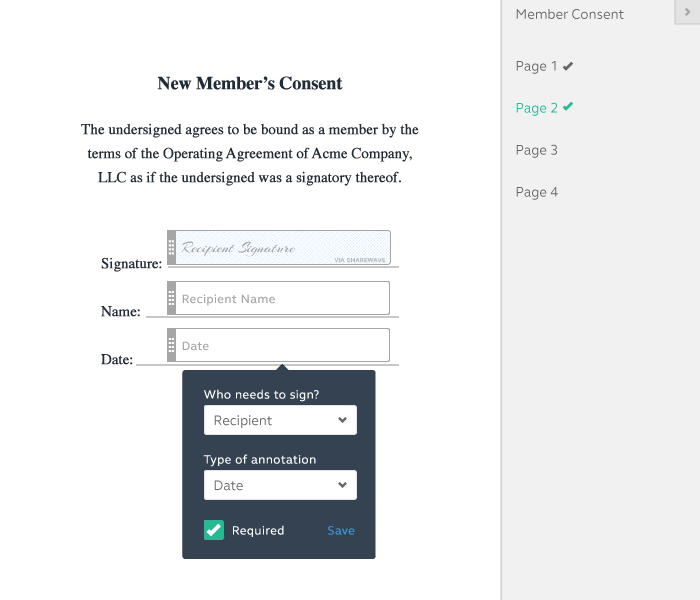 Member Consent
Page 1
Page 2
Page 3
Page 4
New Member’s Consent
The undersigned agrees to be bound as a member by the
terms of the Operating Agreement of Acme Company,
LLC as if the undersigned was a signatory thereof.
Signature: Recipient Signature
VIA SHAREWAVE
Name: Recipient Name
Date: Date
Who needs to sign?
Recipient
Type of annotation
Date
Required Save